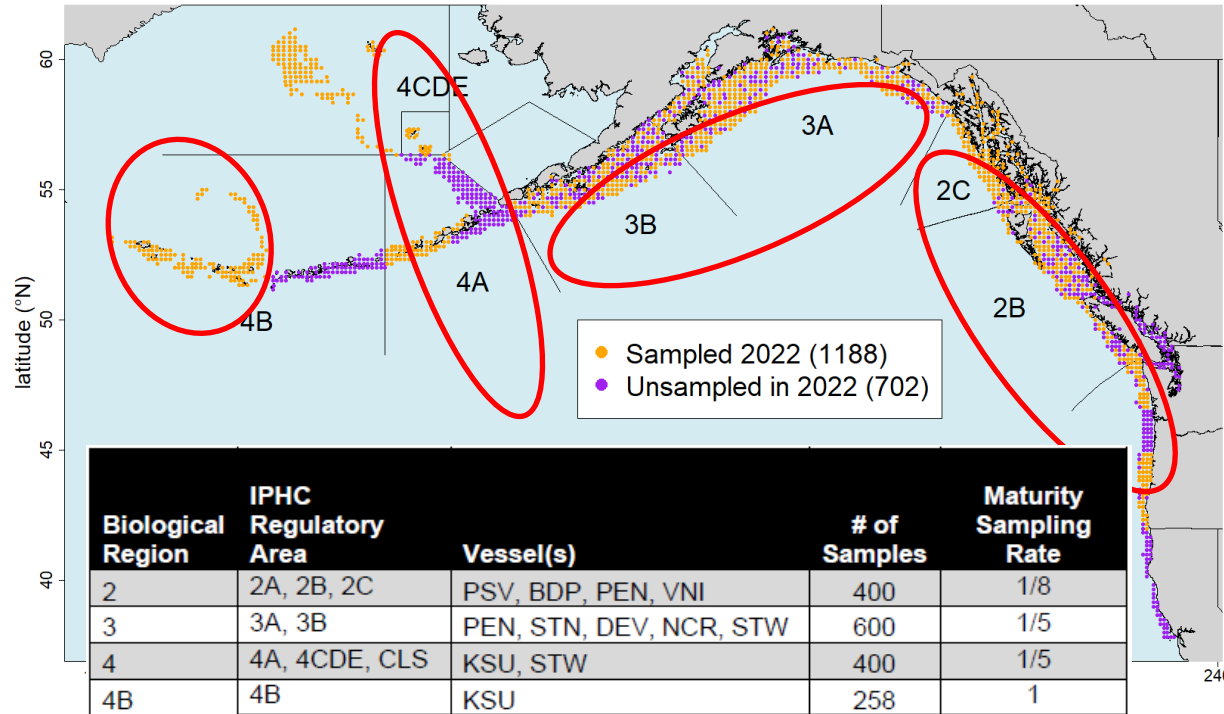 60
55
50
45
40
latitude (°N)
4CDE
3A
3B
2C
4A
4B
2B
Sampled 2022 (1188)
Unsampled in 2022 (702)
Biological Region IPHC Regulatory Area Vessel(s) # of Samples Maturity Sampling Rate
2 2A, 2B, 2C PSV, BDP, PEN, VNI 400 1/8
3 3A, 3B PEN, STN, DEV, NCR, STW 600 1/5
4 4A, 4CDE, CLS KSU, STW 400 1/5
4B 4B KSU 258 1
240